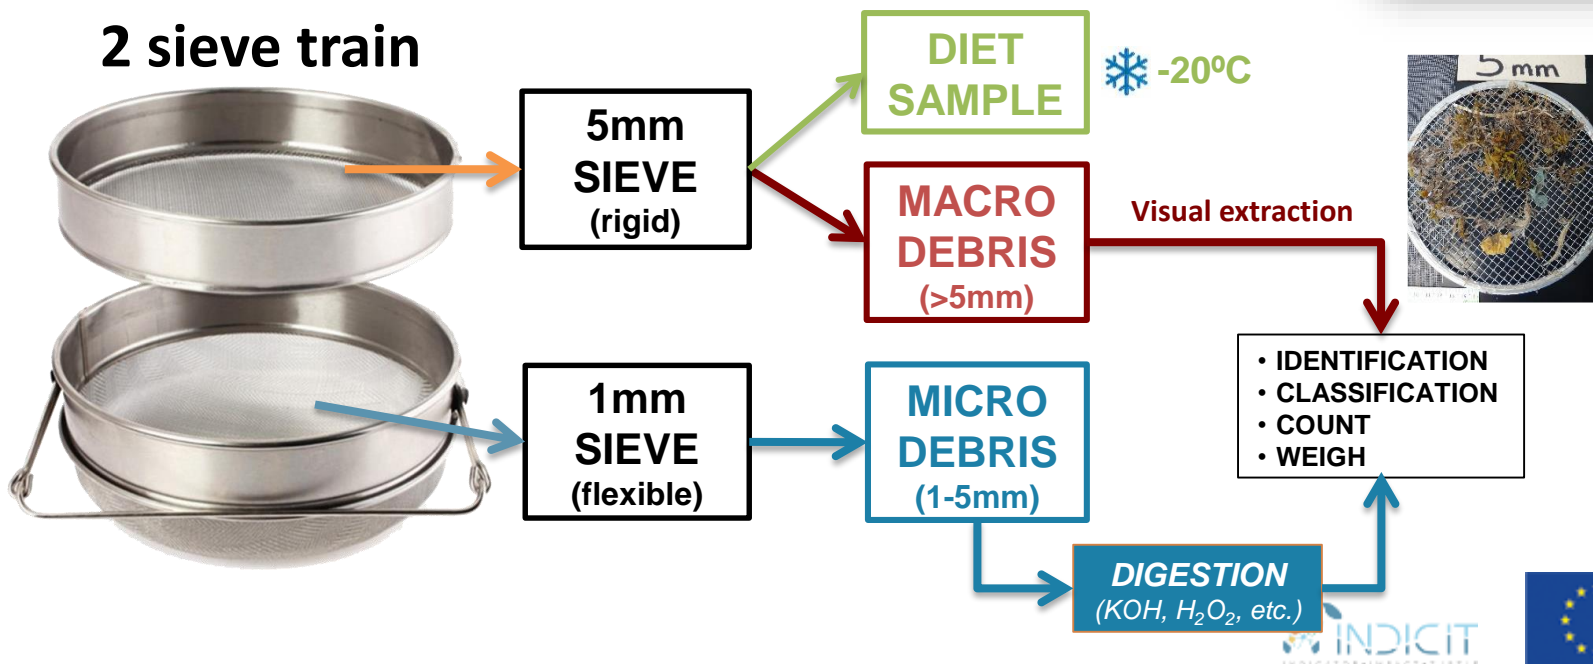 2 sieve train
5mm
SIEVE
(rigid)
DIET
SAMPLE
-20ºC
5 mm
MACRO
DEBRIS
(>5mm)
Visual extraction
1mm
SIEVE
(flexible)
MICRO
DEBRIS
(1-5mm)
• IDENTIFICATION
• CLASSIFICATION
• COUNT
• WEIGH
DIGESTION
(KOH, H₂O₂, etc.)
INDICIT